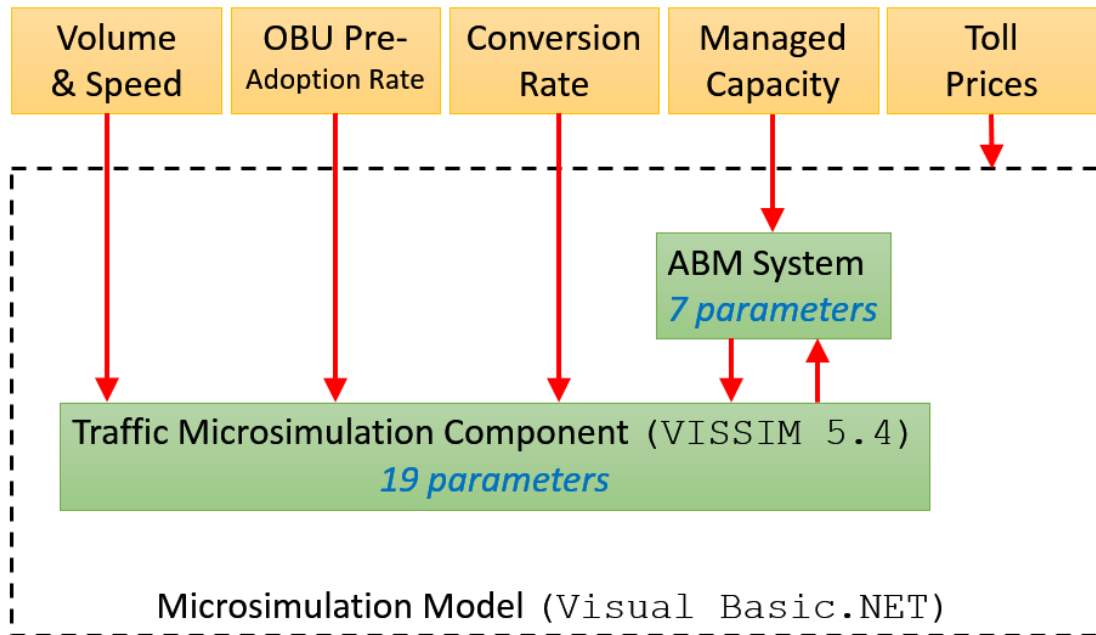 Volume
& Speed
OBU Pre-
Adoption Rate
Conversion
Rate
Managed
Capacity
Toll
Prices
ABM System
7 parameters
Traffic Microsimulation Component (VISSIM 5.4)
19 parameters
Microsimulation Model (Visual Basic.NET)